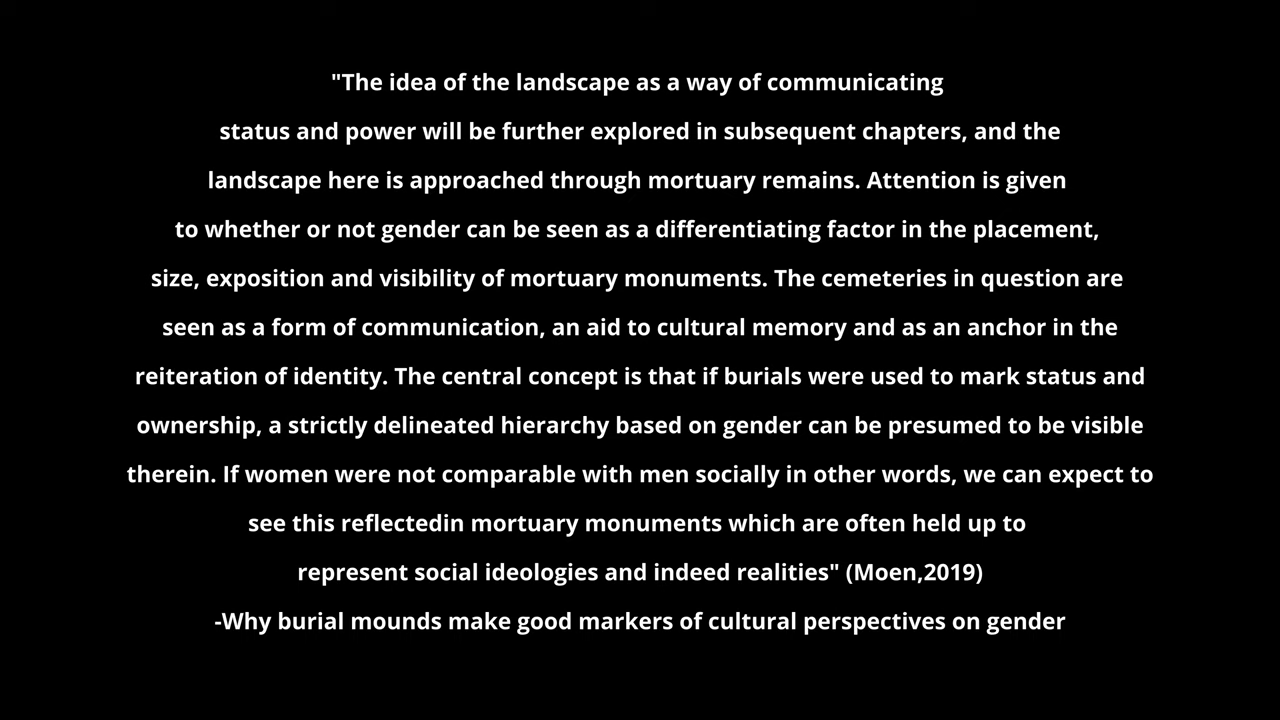 "The idea of the landscape as a way of communicating
status and power will be further explored in subsequent chapters, and the
landscape here is approached through mortuary remains. Attention is given
to whether or not gender can be seen as a differentiating factor in the placement,
size, exposition and visibility of mortuary monuments. The cemeteries in question are
seen as a form of communication, an aid to cultural memory and as an anchor in the
reiteration of identity. The central concept is that if burials were used to mark status and
ownership, a strictly delineated hierarchy based on gender can be presumed to be visible
therein. If women were not comparable with men socially in other words, we can expect to
see this reflectedin mortuary monuments which are often held up to
represent social ideologies and indeed realities" (Moen,2019)
-Why burial mounds make good markers of cultural perspectives on gender